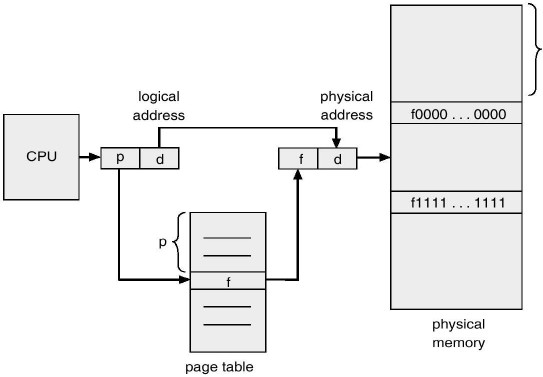 logical
address
physical
address
f0000 . . . 0000
CPU
p
d
f
d
f1111 . . . 1111
p
f
physical
memory
page table